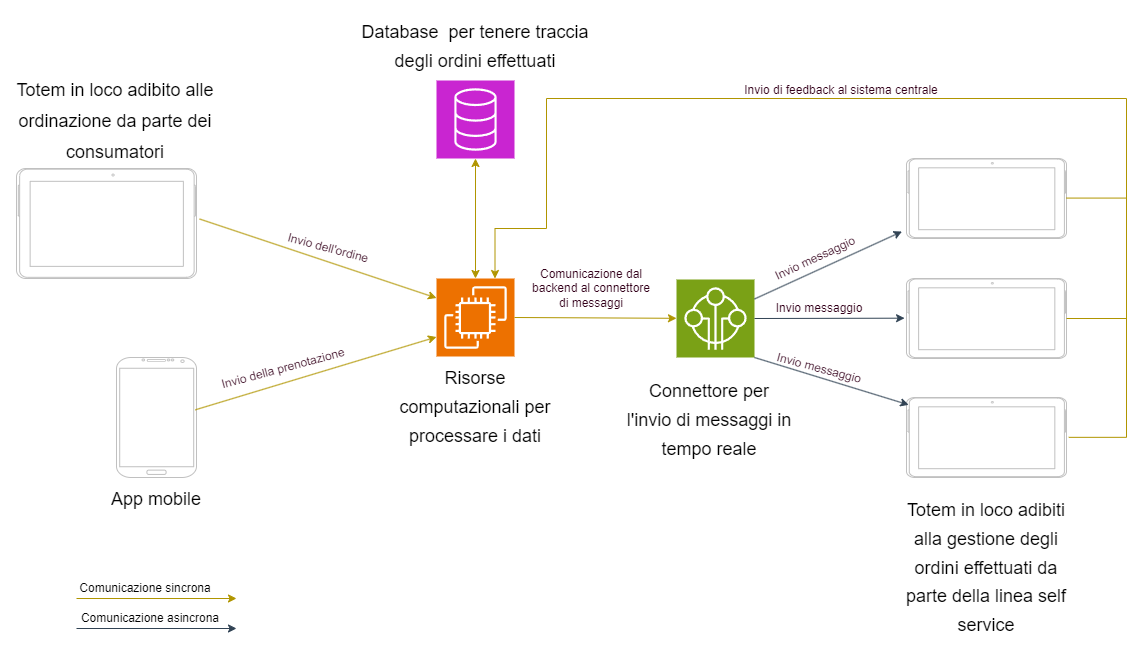 Database  per tenere traccia
degli ordini effettuati
Totem in loco adibito alle
ordinazione da parte dei
consumatori
Invio di feedback al sistema centrale
Invio dell'ordine
Comunicazione dal
backend al connettore
di messaggi
Invio messaggio
Invio messaggio
Invio messaggio
Invio della prenotazione
Risorse
computazionali per
processare i dati
Connettore per
l'invio di messaggi in
tempo reale
App mobile
Totem in loco adibiti
alla gestione degli
ordini effettuati da
parte della linea self
service
Comunicazione sincrona
Comunicazione asincrona